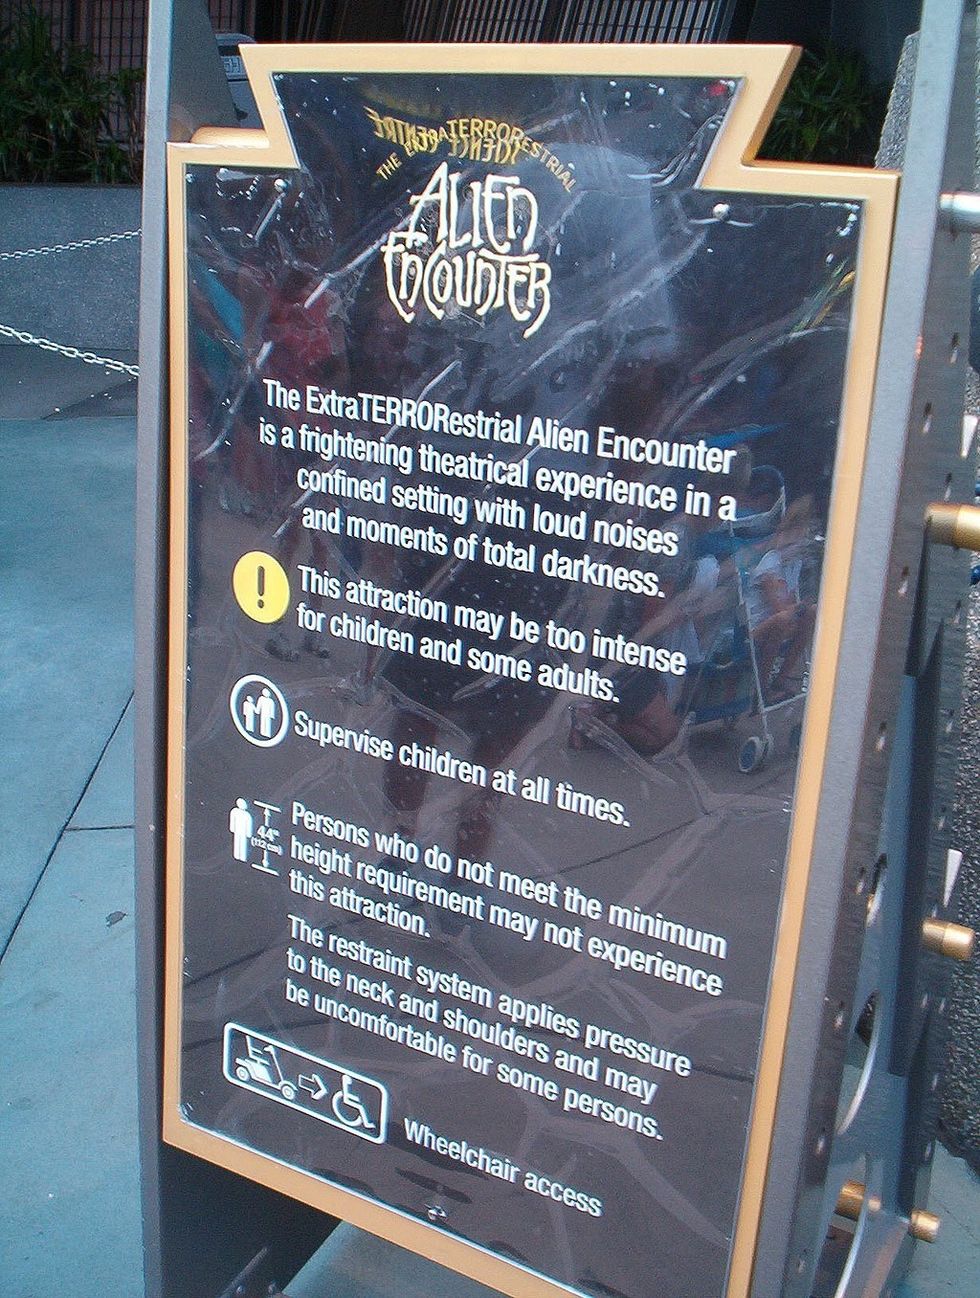 THE EXTRATERRORESTRIAL
ALIEN
ENCOUNTER
The ExtraTERRORestrial Alien Encounter
is a frightening theatrical experience in a
confined setting with loud noises
and moments of total darkness.
!
This attraction may be too intense
for children and some adults.
Supervise children at all times.
44"
(112 cm)
Persons who do not meet the minimum
height requirement may not experience
this attraction.
The restraint system applies pressure
to the neck and shoulders and may
be uncomfortable for some persons.
Wheelchair access